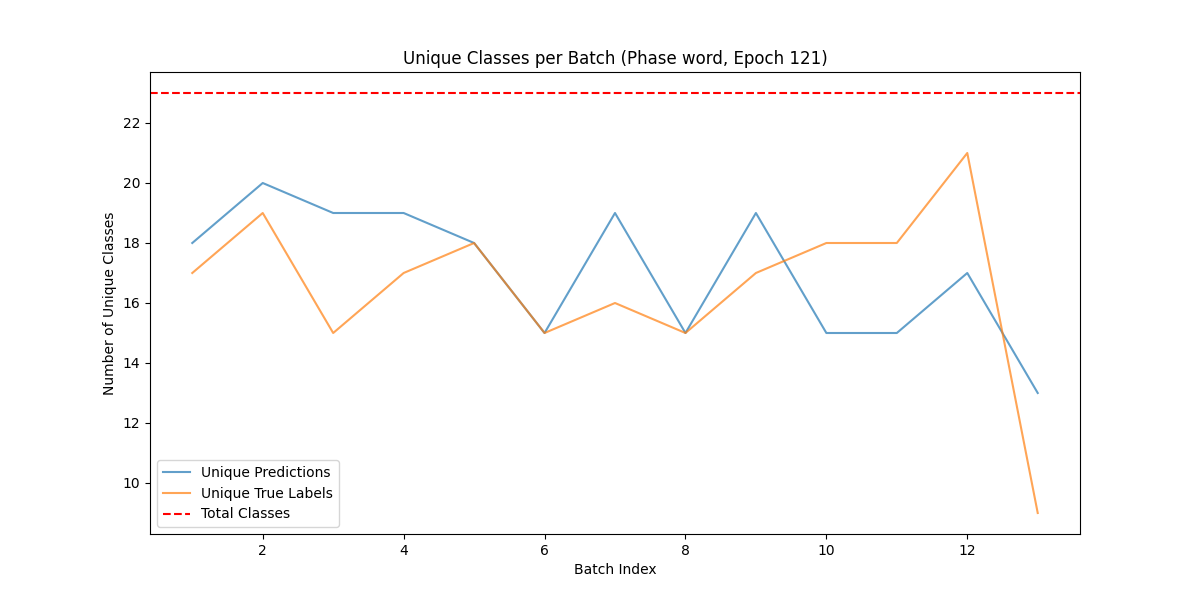 Unique Classes per Batch (Phase word, Epoch 121)
Number of Unique Classes
22
20
18
16
14
12
10
Unique Predictions
Unique True Labels
Total Classes
2
4
6
8
10
12
Batch Index